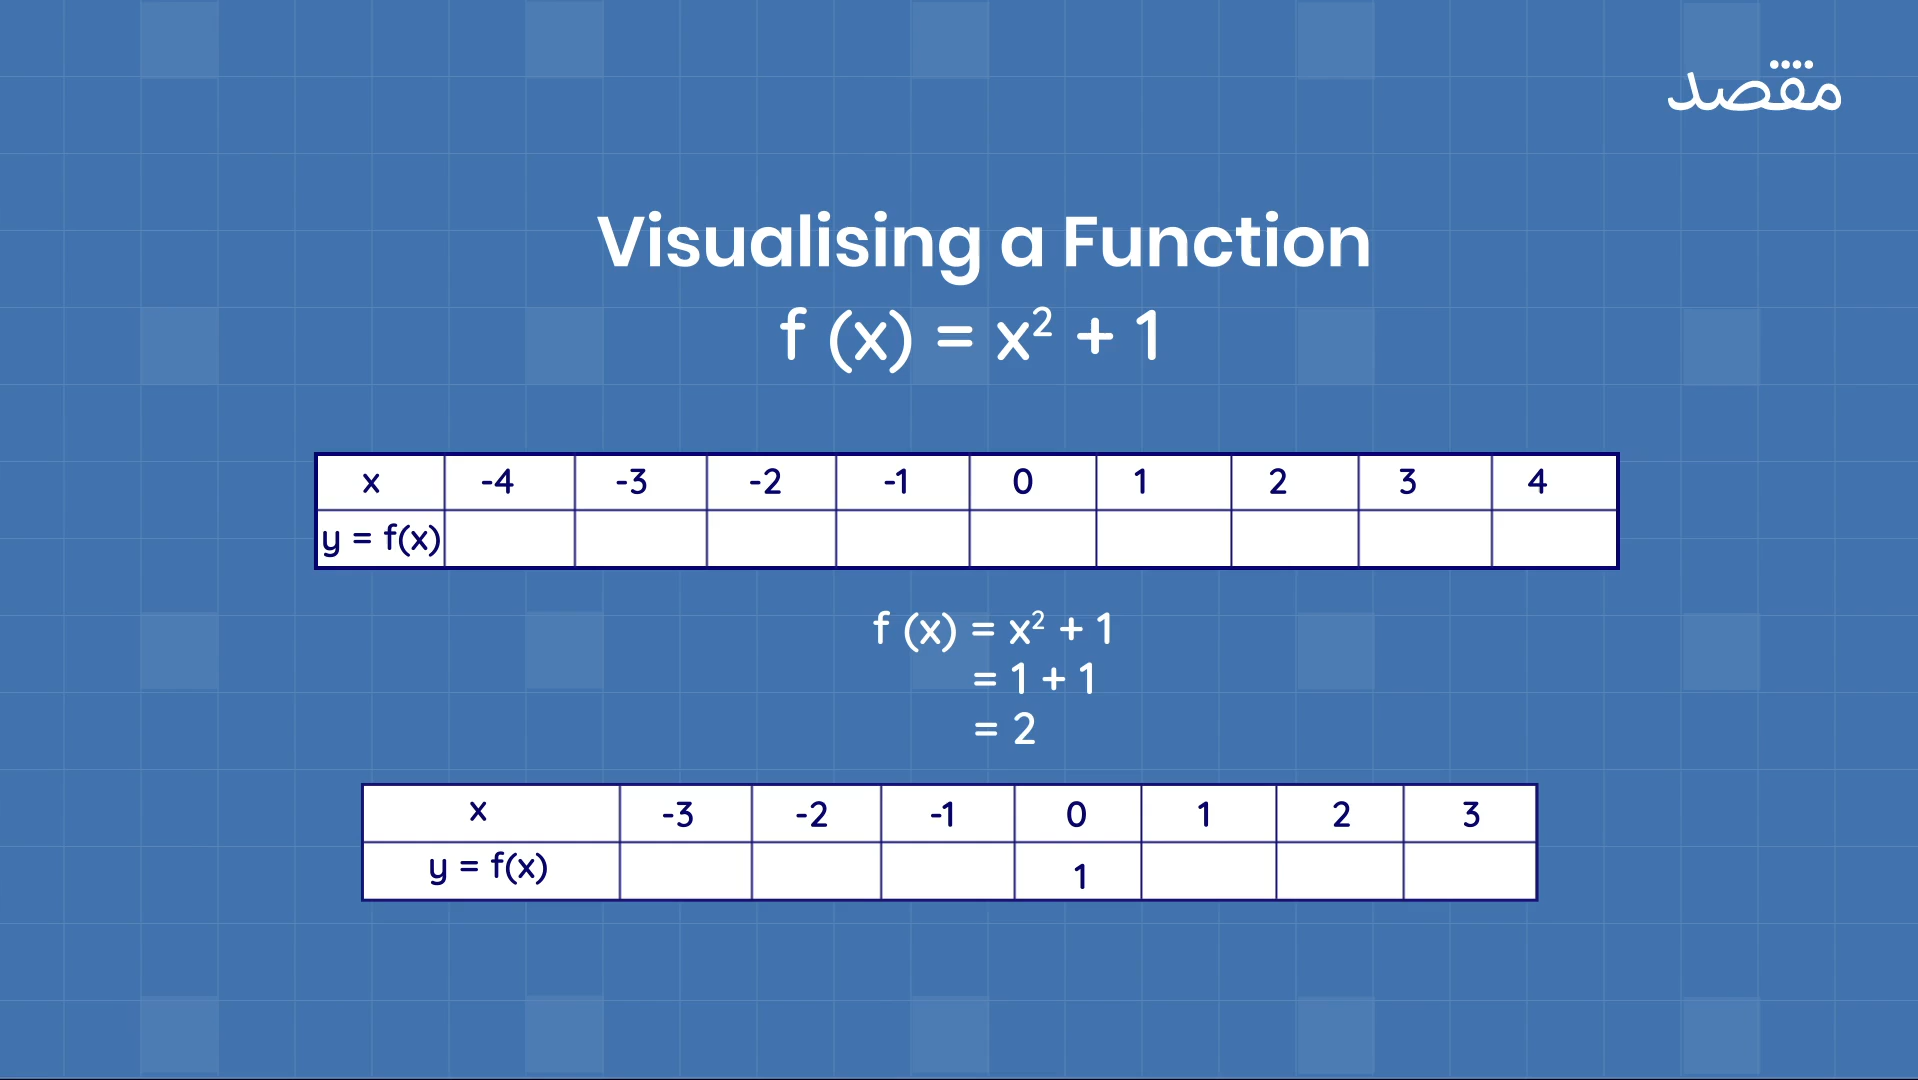 مقصد
Visualising a Function
f (x) = x² + 1
x -4 -3 -2 -1 0 1 2 3 4
y = f(x)
f (x) = x² + 1
= 1 + 1
= 2
x -3 -2 -1 0 1 2 3
y = f(x) 1